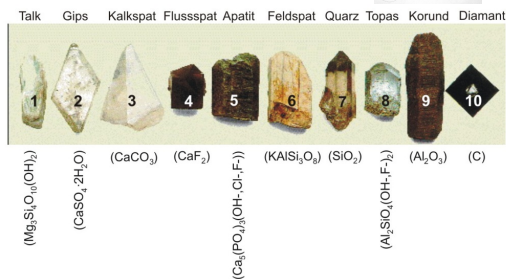 Talk Gips Kalkspat Flussspat Apatit Feldspat Quarz Topas Korund Diamant
1 2 3 4 5 6 7 8 9 10
(Mg₃Si₄O₁₀(OH)₂) (CaSO₄·2H₂O) (CaCO₃) (CaF₂) (Ca₅(PO₄)₃(OH-,Cl-,F-)) (KAlSi₃O₈) (SiO₂) (Al₂SiO₄(OH-,F-)₂) (Al₂O₃) (C)